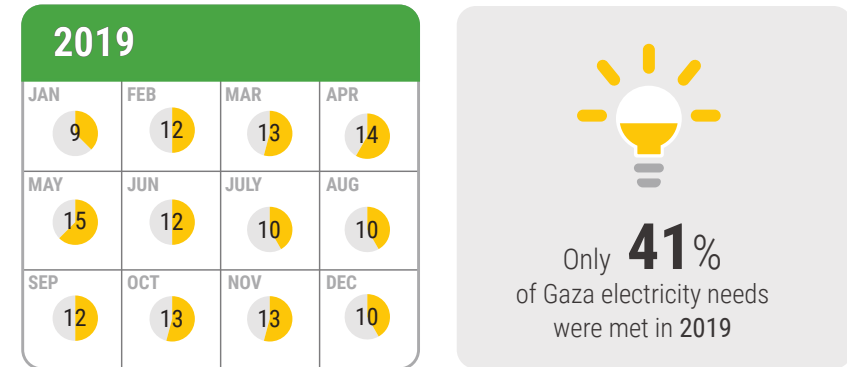 2019
JAN FEB MAR APR
9 12 13 14
MAY JUN JULY AUG
15 12 10 10
SEP OCT NOV DEC
12 13 13 10
Only 41%
of Gaza electricity needs
were met in 2019